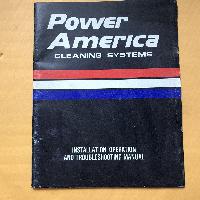 Power
America
CLEANING SYSTEMS
INSTALLATION OPERATION
AND TROUBLESHOOTING MANUAL